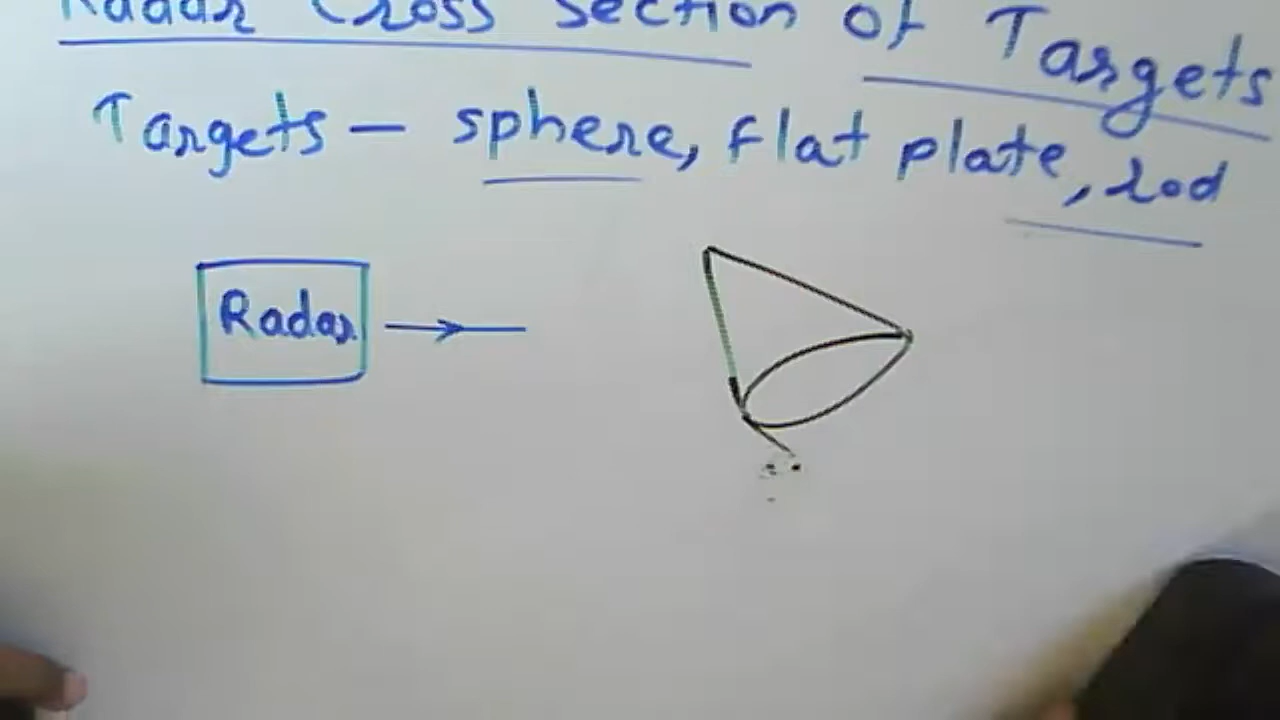 Radar Cross section of Targets
Targets - sphere, flat plate, rod
Radar